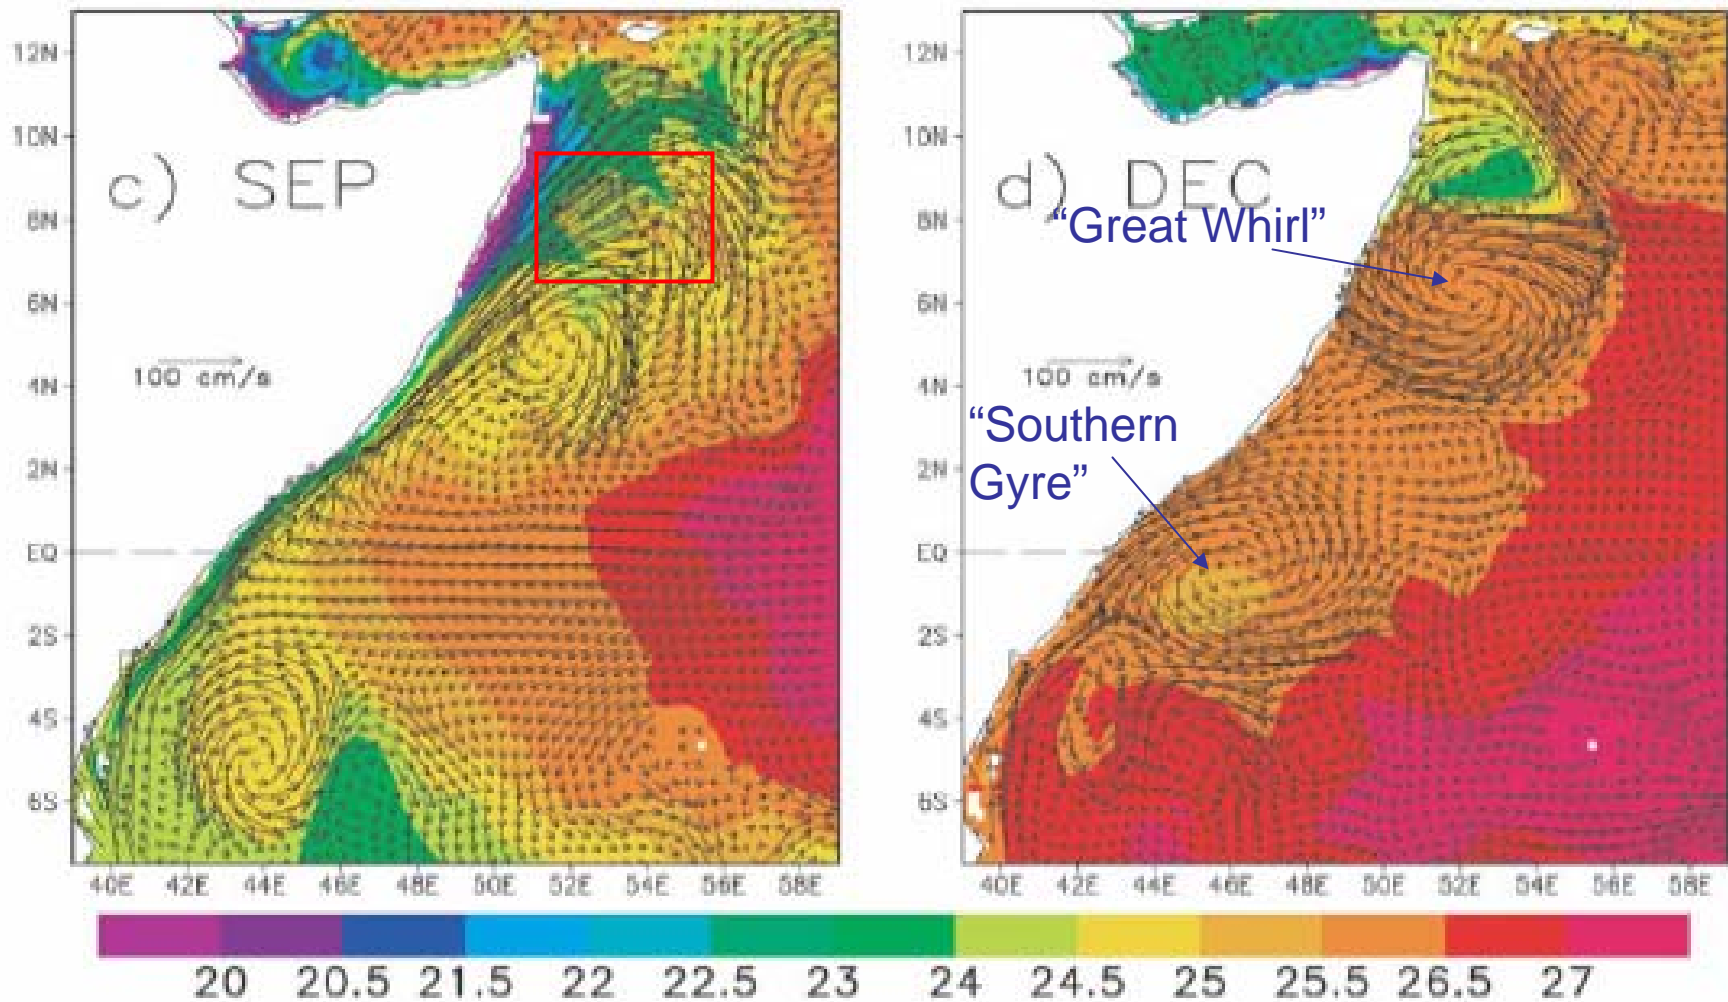 12N
10N
8N
6N
4N
2N
EQ
2S
4S
6S
c) SEP
100 cm/s
40E 42E 44E 46E 48E 50E 52E 54E 56E 58E
12N
10N
8N
6N
4N
2N
EQ
2S
4S
6S
d) DEC
“Great Whirl”
100 cm/s
“Southern
Gyre”
40E 42E 44E 46E 48E 50E 52E 54E 56E 58E
20 20.5 21.5 22 22.5 23 24 24.5 25 25.5 26.5 27